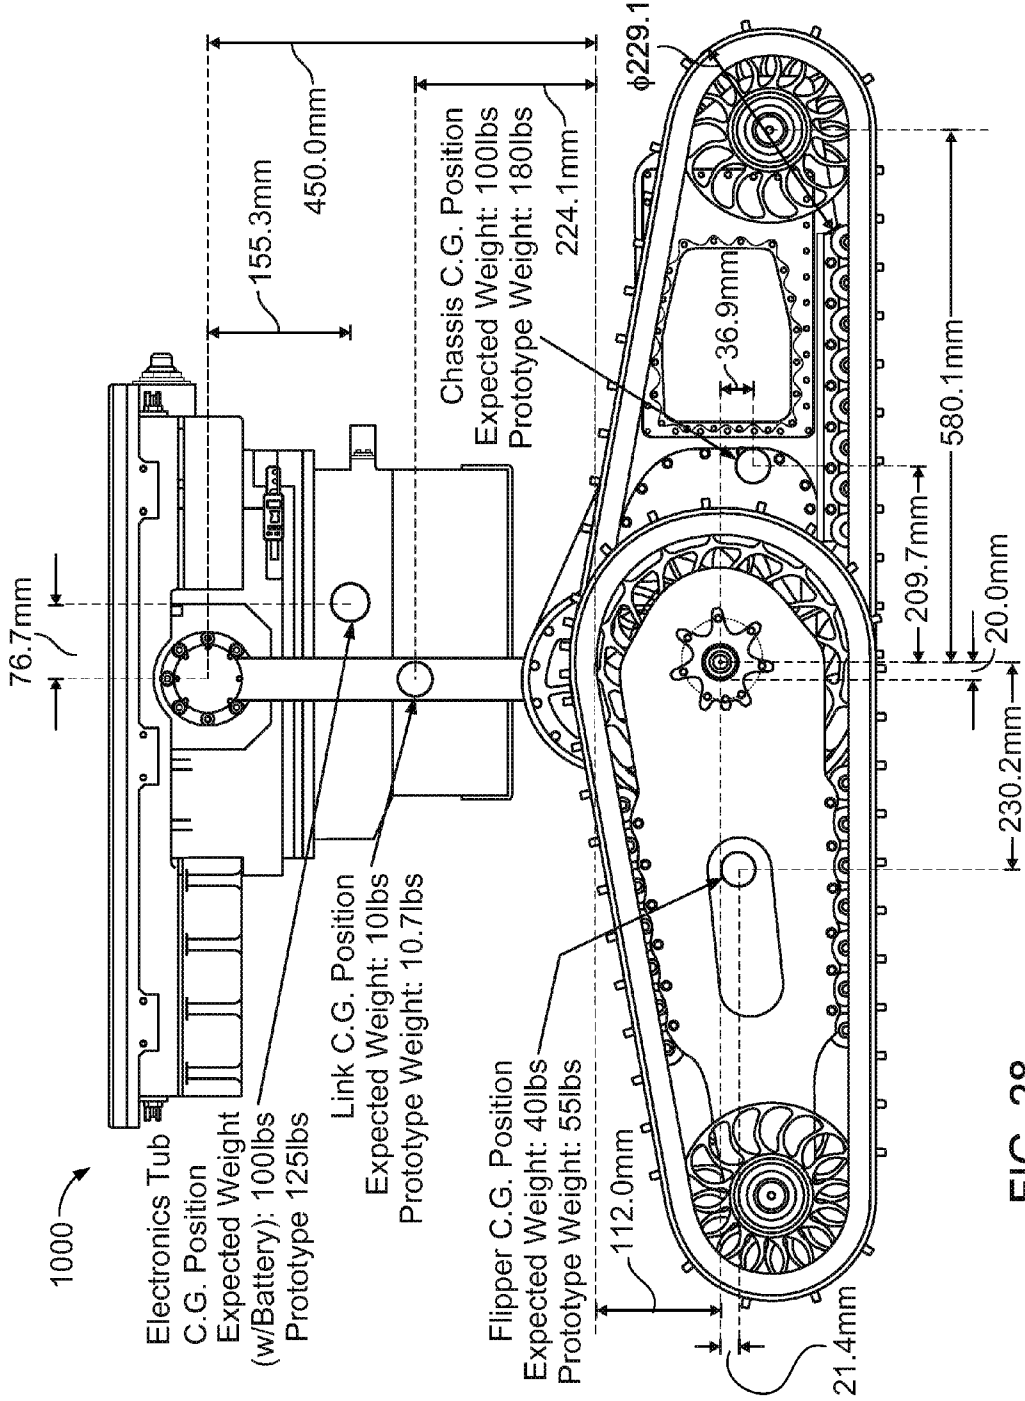 1000
Electronics Tub
C.G. Position
Expected Weight
(w/Battery): 100lbs
Prototype 125lbs
76.7mm
155.3mm
450.0mm
Link C.G. Position
Expected Weight: 10lbs
Prototype Weight: 10.7lbs
224.1mm
Chassis C.G. Position
Expected Weight: 100lbs
Prototype Weight: 180lbs
ϕ229.1
Flipper C.G. Position
Expected Weight: 40lbs
Prototype Weight: 55lbs
36.9mm
112.0mm
21.4mm
580.1mm
209.7mm
20.0mm
230.2mm
FIG. 28